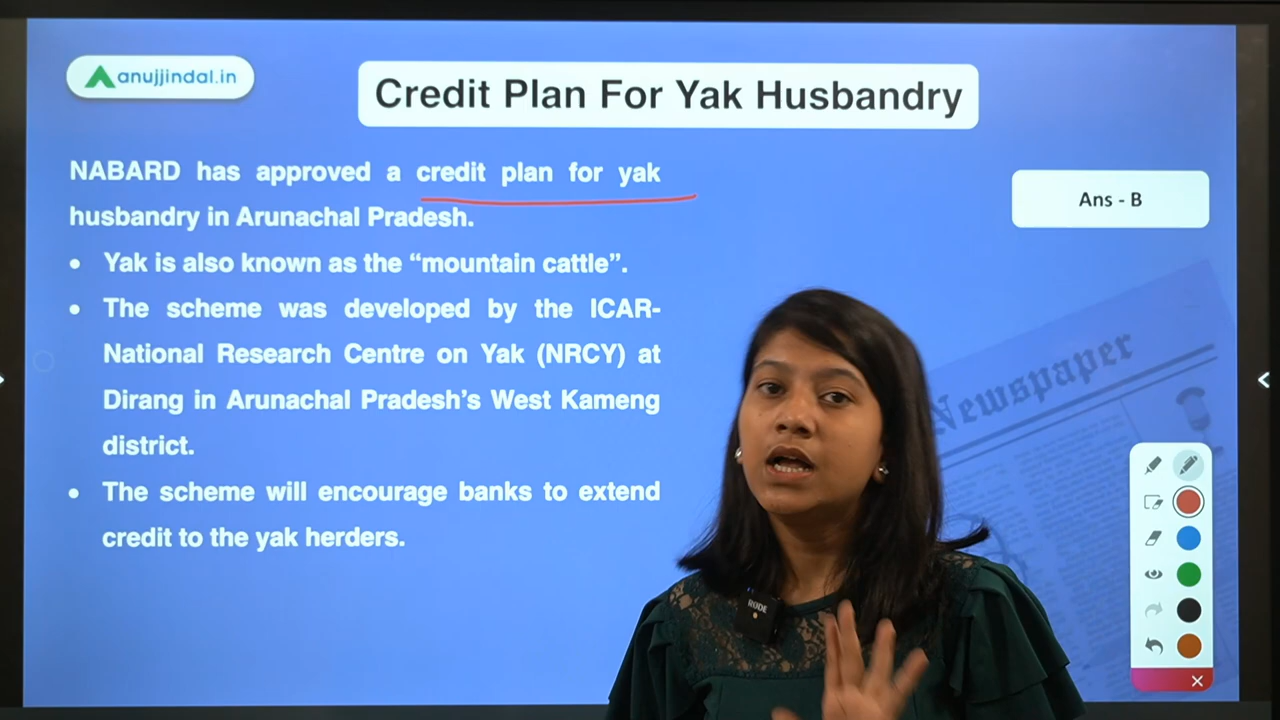 anujjindal.in
Credit Plan For Yak Husbandry
NABARD has approved a credit plan for yak
husbandry in Arunachal Pradesh.
Ans - B
• Yak is also known as the “mountain cattle”.
• The scheme was developed by the ICAR-
National Research Centre on Yak (NRCY) at
Dirang in Arunachal Pradesh’s West Kameng
district.
• The scheme will encourage banks to extend
credit to the yak herders.
Newspaper
RODE